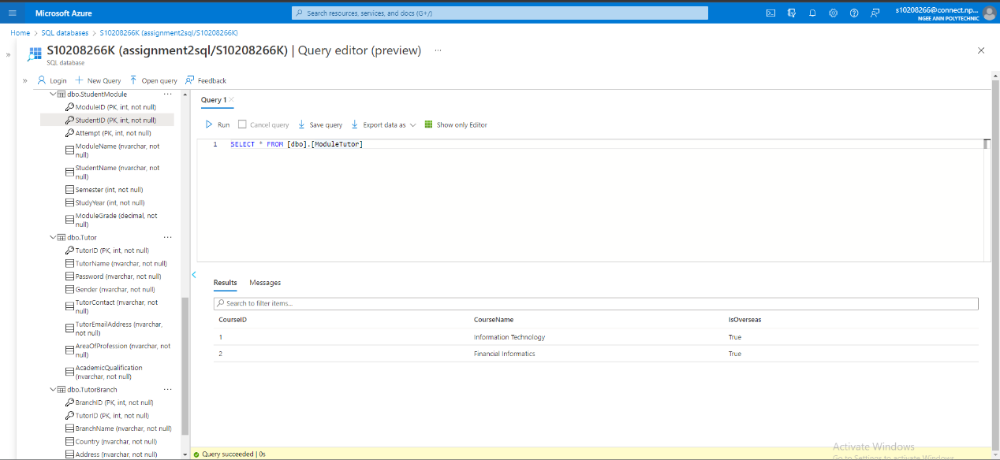 Microsoft Azure
Search resources, services, and docs (G+/)
s10208266@connect.np...
NGEE ANN POLYTECHNIC
Home > SQL databases > S10208266K (assignment2sql/S10208266K)
S10208266K (assignment2sql/S10208266K) | Query editor (preview) ...
SQL database
Login New Query Open query Feedback
dbo.StudentModule ...
ModuleID (PK, int, not null)
StudentID (PK, int, not null)
Attempt (PK, int, not null)
ModuleName (nvarchar, not
null)
StudentName (nvarchar, not
null)
Semester (int, not null)
StudyYear (int, not null)
ModuleGrade (decimal, not
null)
dbo.Tutor ...
TutorID (PK, int, not null)
TutorName (nvarchar, not null)
Password (nvarchar, not null)
Gender (nvarchar, not null)
TutorContact (nvarchar, not
null)
TutorEmailAddress (nvarchar,
not null)
AreaOfProfession (nvarchar, not
null)
AcademicQualification
(nvarchar, not null)
dbo.TutorBranch ...
BranchID (PK, int, not null)
TutorID (PK, int, not null)
BranchName (nvarchar, not null)
Country (nvarchar, not null)
Address (nvarchar, not null)
Query 1
Run Cancel query Save query Export data as Show only Editor
1 SELECT * FROM [dbo].[ModuleTutor]
Results Messages
Search to filter items...
CourseID CourseName IsOverseas
1 Information Technology True
2 Financial Informatics True
Query succeeded | 0s
Activate Windows
Go to Settings to activate Windows.